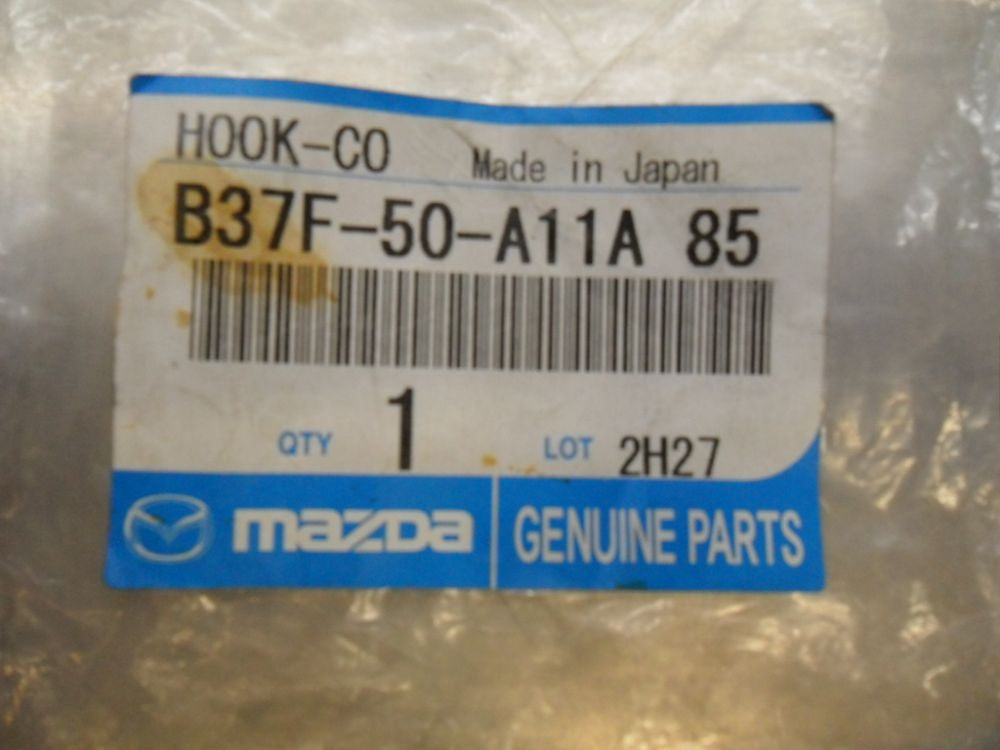 HOOK-CO Made in Japan
B37F-50-A11A 85
QTY 1 LOT 2H27
mazda GENUINE PARTS